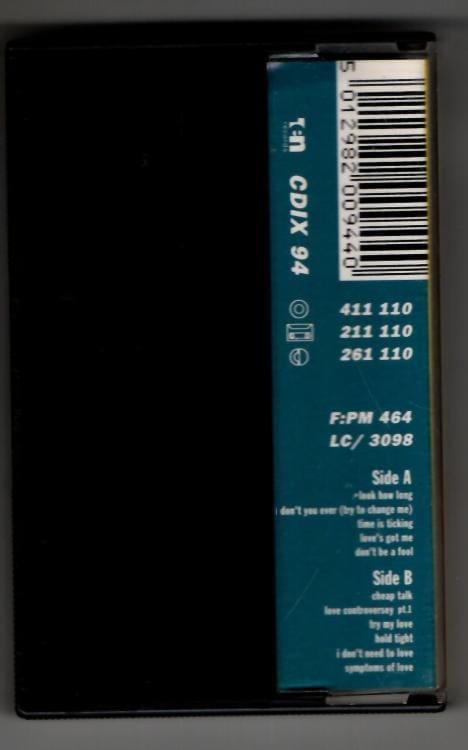 5 012982 009440
t:n
records
CDIX 94
411 110
211 110
261 110
F:PM 464
LC/ 3098
Side A
look how long
don't you ever (try to change me)
time is ticking
love's got me
don't be a fool
Side B
cheap talk
love controversey pt.1
try my love
hold tight
i don't need to love
symptoms of love